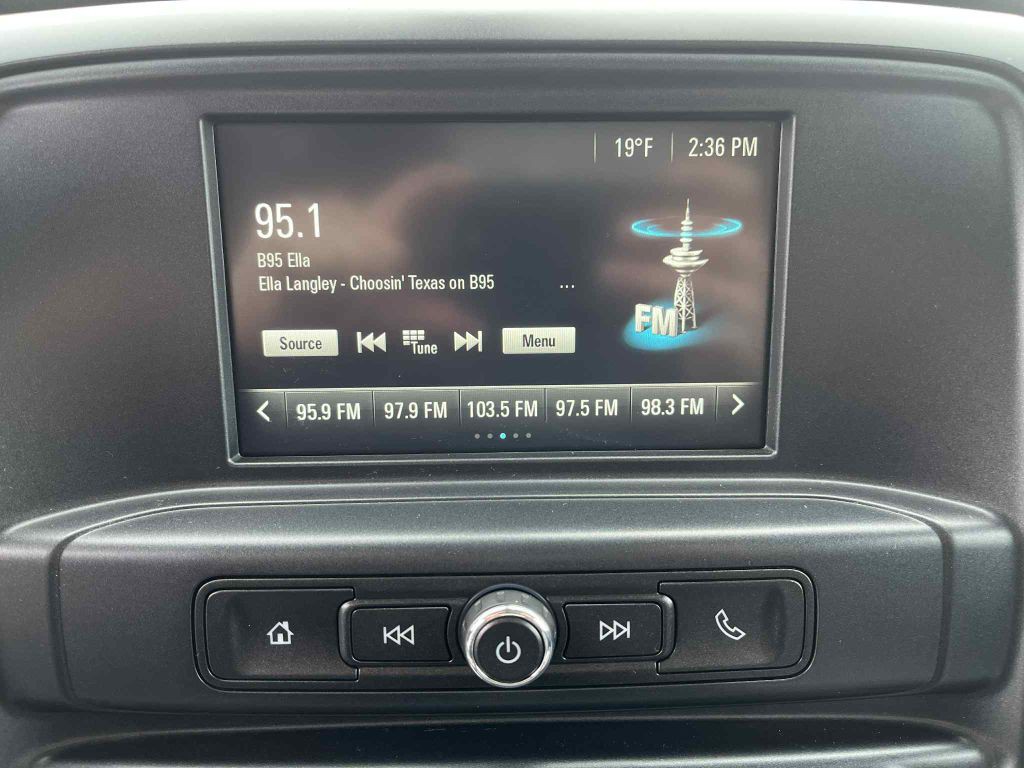 19°F 2:36 PM
95.1
B95 Ella
Ella Langley - Choosin' Texas on B95 ...
FM
Source Tune Menu
95.9 FM 97.9 FM 103.5 FM 97.5 FM 98.3 FM